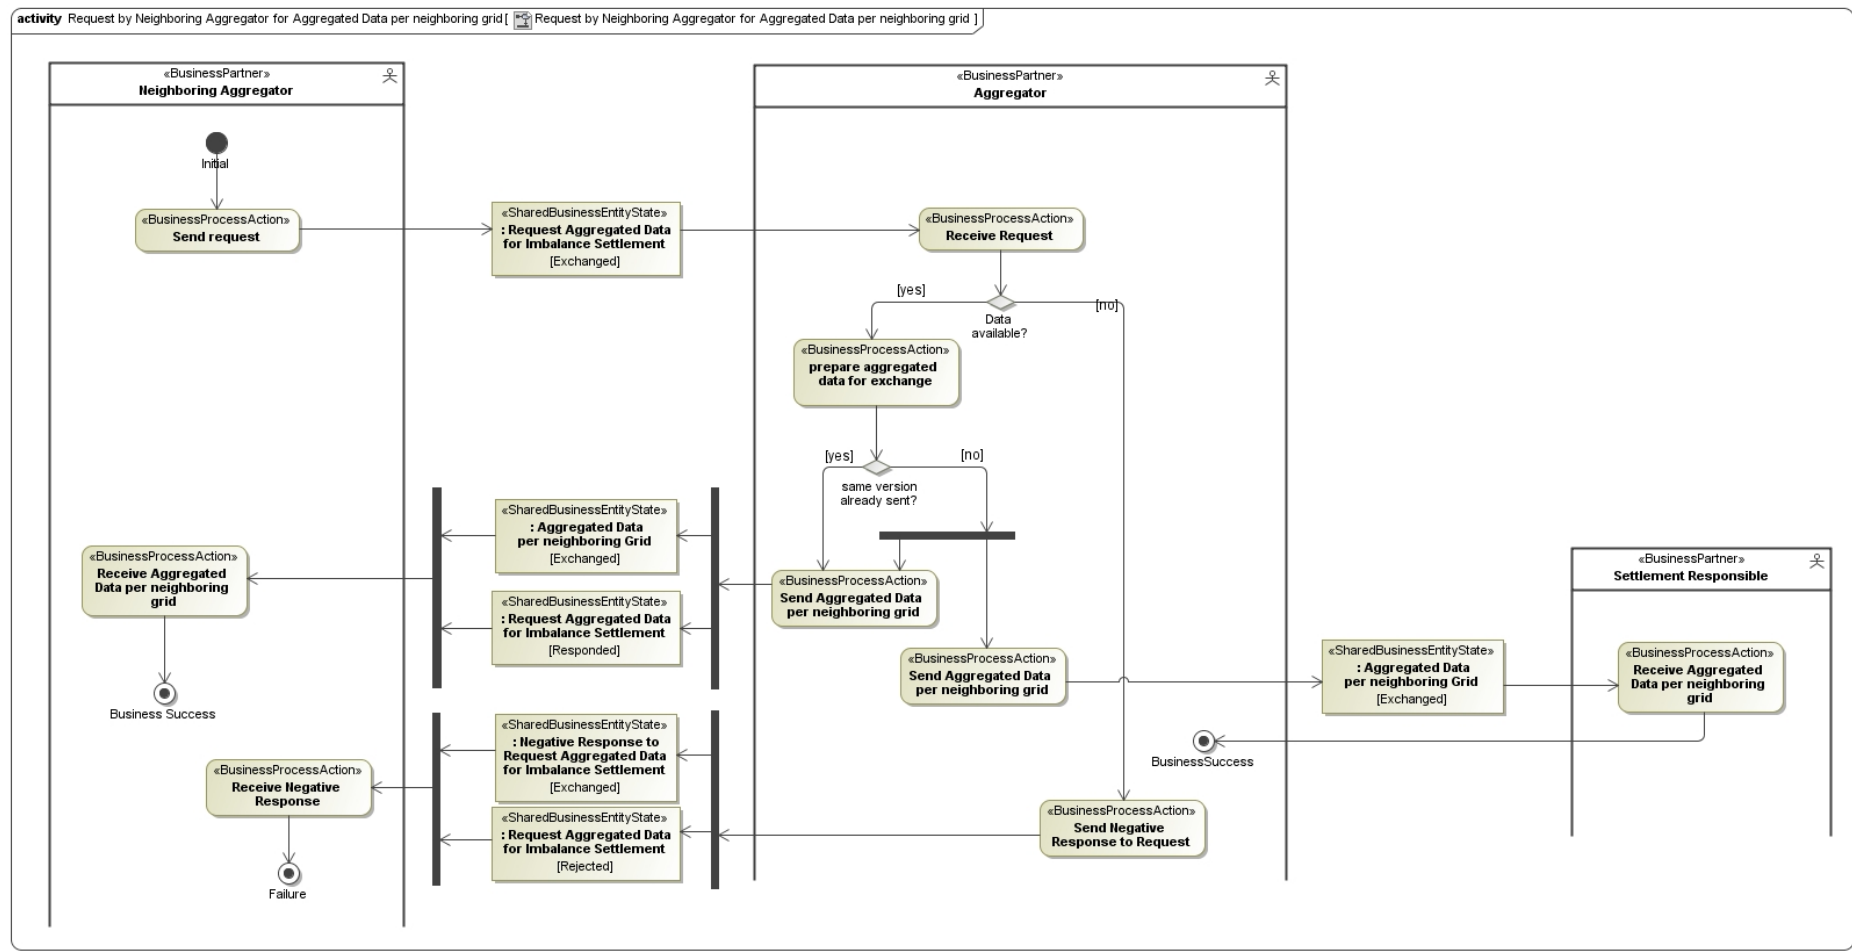 activity Request by Neighboring Aggregator for Aggregated Data per neighboring grid [ Request by Neighboring Aggregator for Aggregated Data per neighboring grid ]
«BusinessPartner»
Neighboring Aggregator
«BusinessPartner»
Aggregator
Initial
«BusinessProcessAction»
Send request
«SharedBusinessEntityState»
: Request Aggregated Data
for Imbalance Settlement
[Exchanged]
«BusinessProcessAction»
Receive Request
[yes]
[no]
Data
available?
«BusinessProcessAction»
prepare aggregated
data for exchange
[yes]
[no]
same version
already sent?
«SharedBusinessEntityState»
: Aggregated Data
per neighboring Grid
[Exchanged]
«BusinessProcessAction»
Receive Aggregated
Data per neighboring
grid
«BusinessProcessAction»
Send Aggregated Data
per neighboring grid
«SharedBusinessEntityState»
: Request Aggregated Data
for Imbalance Settlement
[Responded]
«BusinessPartner»
Settlement Responsible
«BusinessProcessAction»
Send Aggregated Data
per neighboring grid
«SharedBusinessEntityState»
: Aggregated Data
per neighboring Grid
[Exchanged]
«BusinessProcessAction»
Receive Aggregated
Data per neighboring
grid
Business Success
«SharedBusinessEntityState»
: Negative Response to
Request Aggregated Data
for Imbalance Settlement
[Exchanged]
BusinessSuccess
«BusinessProcessAction»
Receive Negative
Response
«SharedBusinessEntityState»
: Request Aggregated Data
for Imbalance Settlement
[Rejected]
«BusinessProcessAction»
Send Negative
Response to Request
Failure